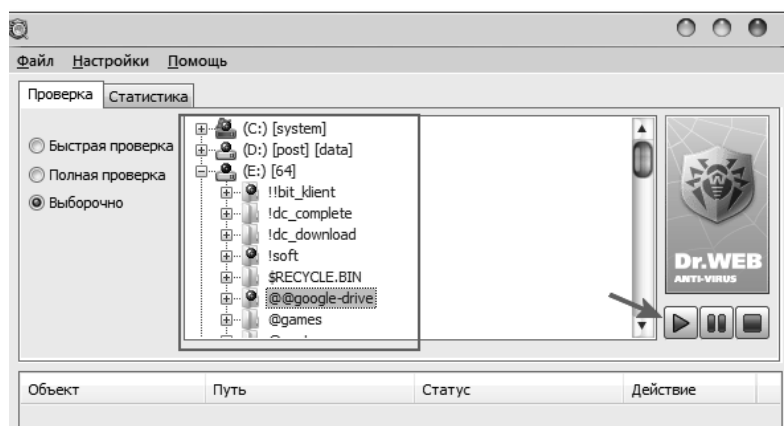 Файл Настройки Помощь
Проверка Статистика
Быстрая проверка
Полная проверка
Выборочно
(C:) [system]
(D:) [post] [data]
(E:) [64]
!!bit_klient
!dc_complete
!dc_download
!soft
$RECYCLE.BIN
@@google-drive
@games
Dr.WEB
ANTI-VIRUS
Объект Путь Статус Действие